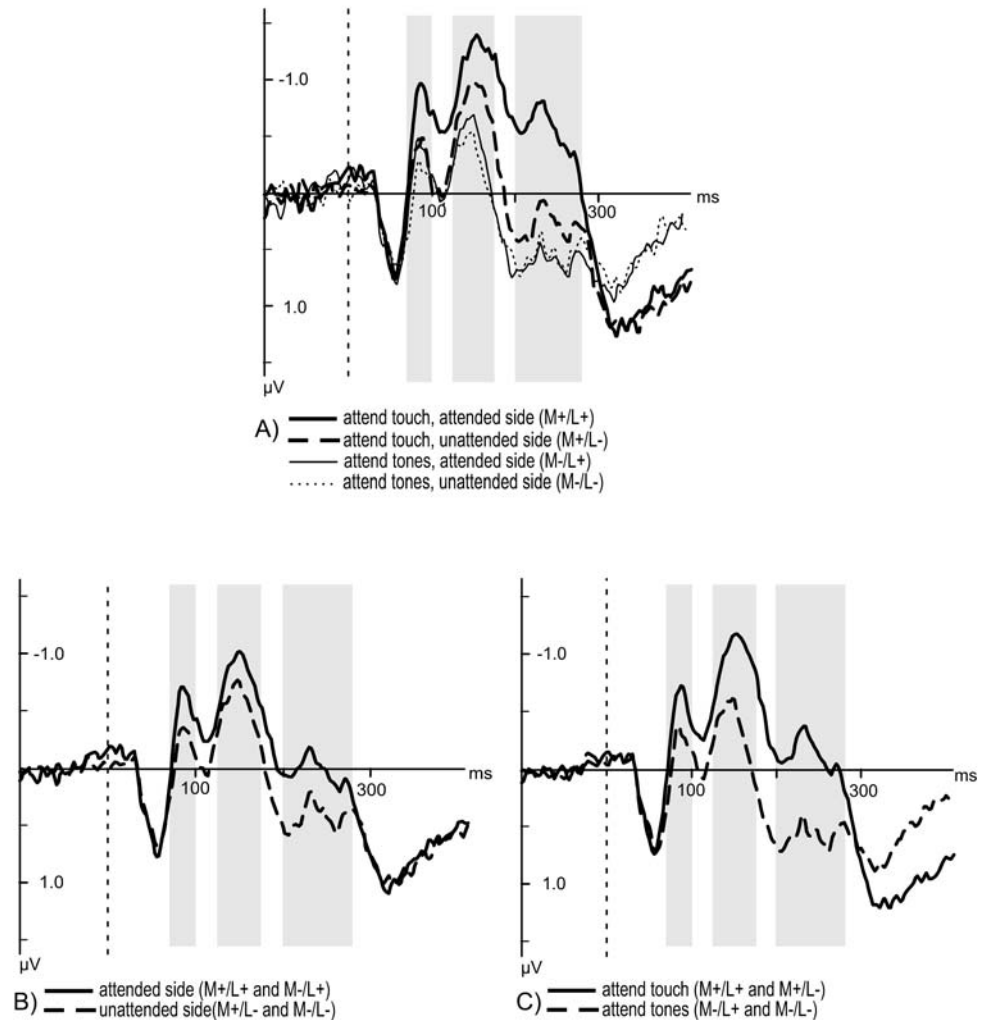 -1.0
ms
100
300
1.0
µV
A)
attend touch, attended side (M+/L+)
attend touch, unattended side (M+/L-)
attend tones, attended side (M-/L+)
attend tones, unattended side (M-/L-)
-1.0
ms
100
300
1.0
µV
B)
attended side (M+/L+ and M-/L+)
unattended side(M+/L- and M-/L-)
-1.0
ms
100
300
1.0
µV
C)
attend touch (M+/L+ and M+/L-)
attend tones (M-/L+ and M-/L-)